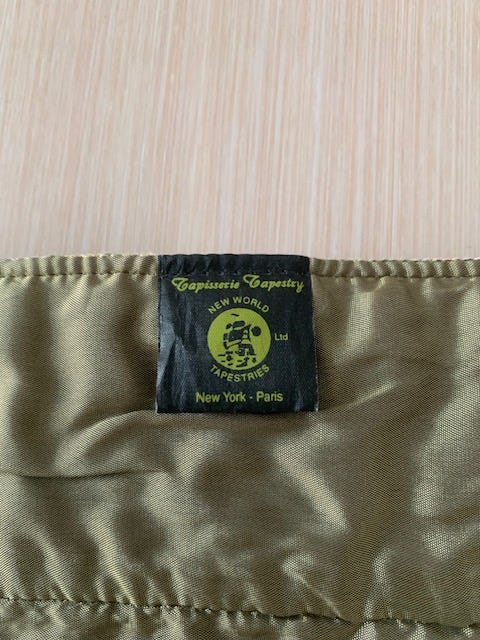 Tapisserie Tapestry
NEW WORLD
Ltd
TAPESTRIES
New York - Paris